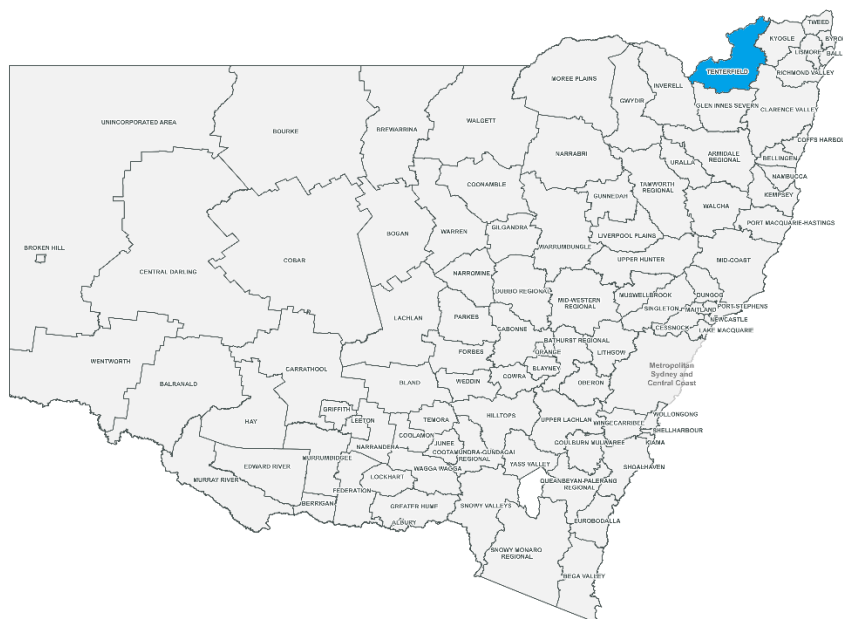 TWEED
KYOGLE
BYRON
LISMORE
BALL
TENTERFIELD
RICHMOND VALLEY
MOREE PLAINS
INVERELL
GWYDIR
GLEN INNES SEVERN
CLARENCE VALLEY
UNINCORPORATED AREA
BOURKE
BREWARRINA
WALGETT
COFFS HARBOUR
NARRABRI
ARMIDALE
REGIONAL
URALLA
BELLINGEN
NAMBUCCA
COONAMBLE
TAMWORTH
REGIONAL
KEMPSEY
GUNNEDAH
WALCHA
PORT MACQUARIE-HASTINGS
BOGAN
WARREN
GILGANDRA
LIVERPOOL PLAINS
WARRUMBUNGLE
BROKEN HILL
COBAR
UPPER HUNTER
MID-COAST
CENTRAL DARLING
NARROMINE
DUBBO REGIONAL
MUSWELLBROOK
DUNGOG
MID-WESTERN
REGIONAL
PORT-STEPHENS
SINGLETON
MAITLAND
LACHLAN
PARKES
NEWCASTLE
CABONNE
CESSNOCK
LAKE MACQUARIE
BATHURST REGIONAL
FORBES
ORANGE
LITHGOW
WENTWORTH
CARRATHOOL
BLAYNEY
Metropolitan
Sydney and
Central Coast
BALRANALD
BLAND
WEDDIN
COWRA
OBERON
GRIFFITH
HAY
LEETON
TEMORA
HILLTOPS
UPPER LACHLAN
WOLLONGONG
WINGECARRIBEE
SHELLHARBOUR
COOLAMON
JUNEE
NARRANDERA
COOTAMUNDRA-GUNDAGAI
REGIONAL
GOULBURN MULWAREE
KIAMA
MURRUMBIDGEE
EDWARD RIVER
WAGGA WAGGA
YASS VALLEY
SHOALHAVEN
MURRAY RIVER
LOCKHART
QUEANBEYAN-PALERANG
REGIONAL
FEDERATION
BERRIGAN
GREATER HUME
SNOWY VALLEYS
ALBURY
EUROBODALLA
SNOWY MONARO
REGIONAL
BEGA VALLEY